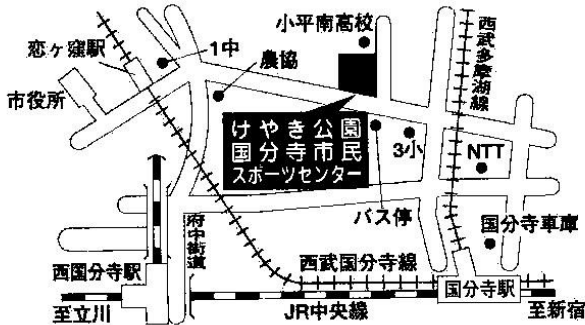 小平南高校
西武多摩湖線
恋ヶ窪駅
1中
農協
市役所
けやき公園
国分寺市民
スポーツセンター
3小
NTT
バス停
国分寺車庫
府中街道
西国分寺駅
西武国分寺線
国分寺駅
至立川
JR中央線
至新宿